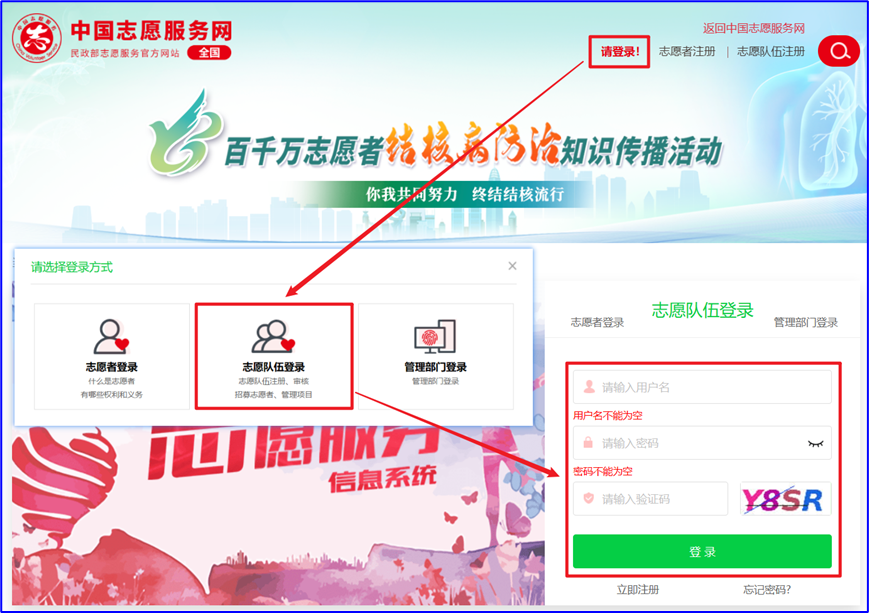 中国志愿服务网
民政部志愿服务官方网站 全国
返回中国志愿服务网
请登录! 志愿者注册 | 志愿队伍注册
百千万志愿者结核病防治知识传播活动
你我共同努力 终结结核流行
请选择登录方式
志愿者登录
什么是志愿者
有哪些权利和义务
志愿队伍登录
志愿队伍注册、审核
招募志愿者、管理项目
管理部门登录
管理部门登录
志愿服务
信息系统
志愿者登录 志愿队伍登录 管理部门登录
请输入用户名
用户名不能为空
请输入密码
密码不能为空
请输入验证码 Y8SR
登录
立即注册 忘记密码?